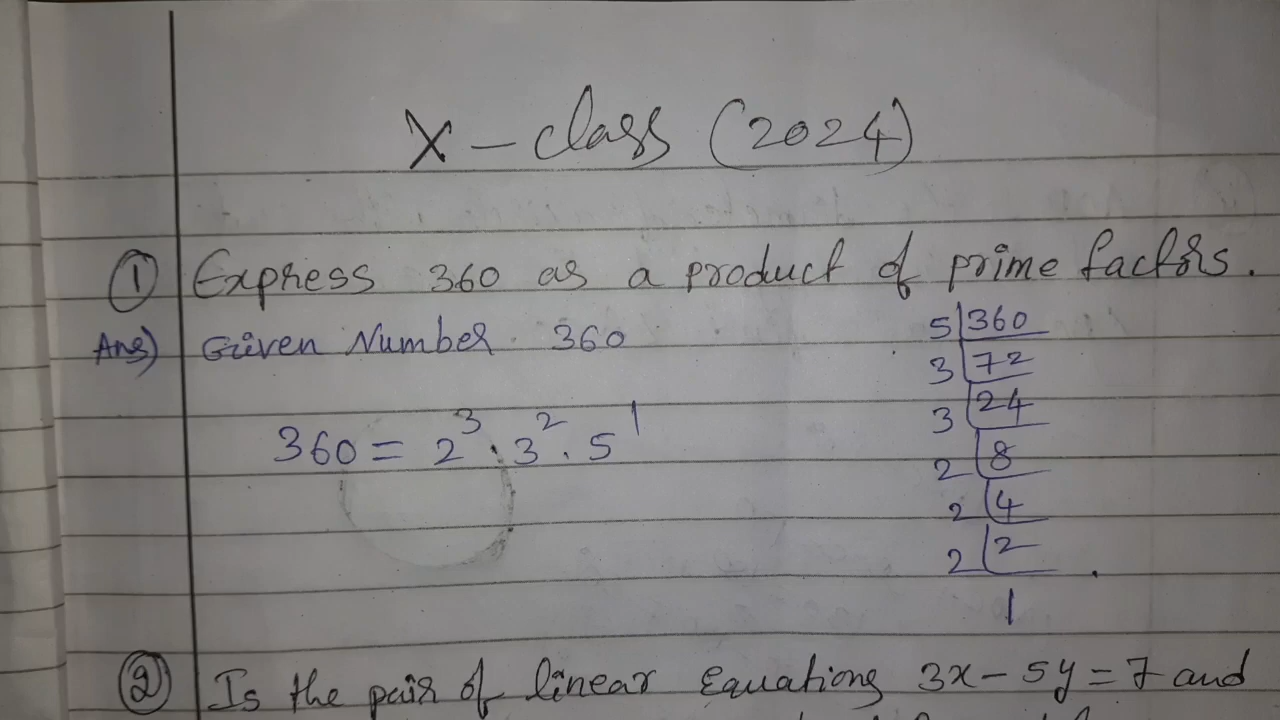 X - class (2024)
① Express 360 as a product of prime factors.
Ans) Given Number 360
360 = 2³ · 3² . 5¹
5 | 360
3 | 72
3 | 24
2 | 8
2 | 4
2 | 2
1
② Is the pair of linear Equations 3x - 5y = 7 and